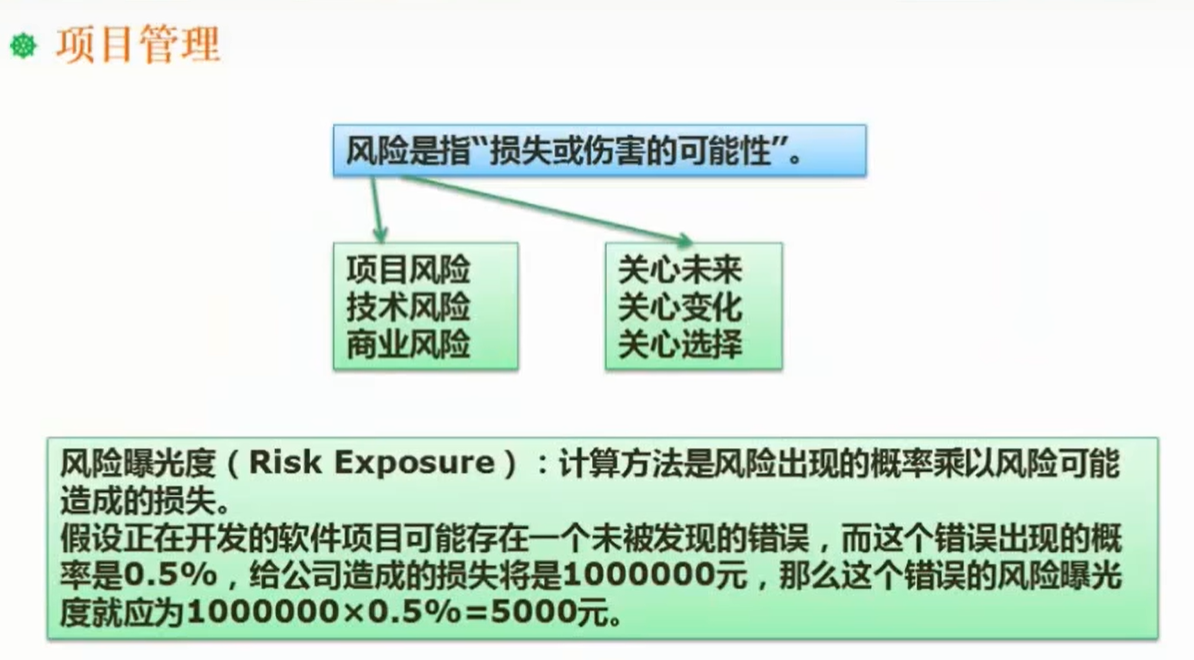 项目管理
风险是指“损失或伤害的可能性”。
项目风险
技术风险
商业风险
关心未来
关心变化
关心选择
风险曝光度（Risk Exposure）：计算方法是风险出现的概率乘以风险可能
造成的损失。
假设正在开发的软件项目可能存在一个未被发现的错误，而这个错误出现的概
率是0.5%，给公司造成的损失将是1000000元，那么这个错误的风险曝光
度就应为1000000×0.5%=5000元。